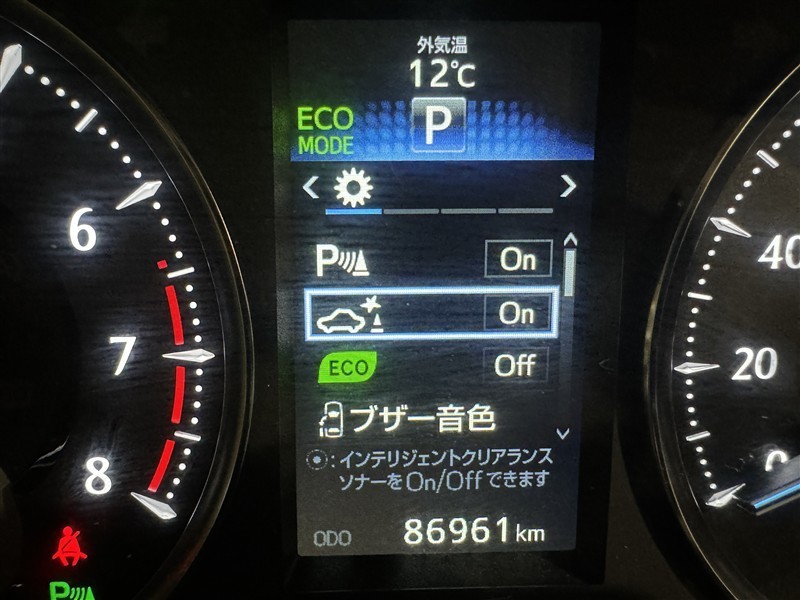 外気温
12℃
ECO
MODE
P
P On
On
ECO Off
ブザー音色
:インテリジェントクリアランス
ソナーをOn/Offできます
ODO 86961km
6
7
8
P
40
20
0